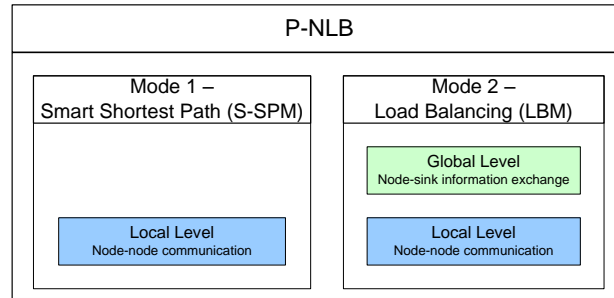 P-NLB
Mode 1 –
Smart Shortest Path (S-SPM)
Local Level
Node-node communication
Mode 2 –
Load Balancing (LBM)
Global Level
Node-sink information exchange
Local Level
Node-node communication